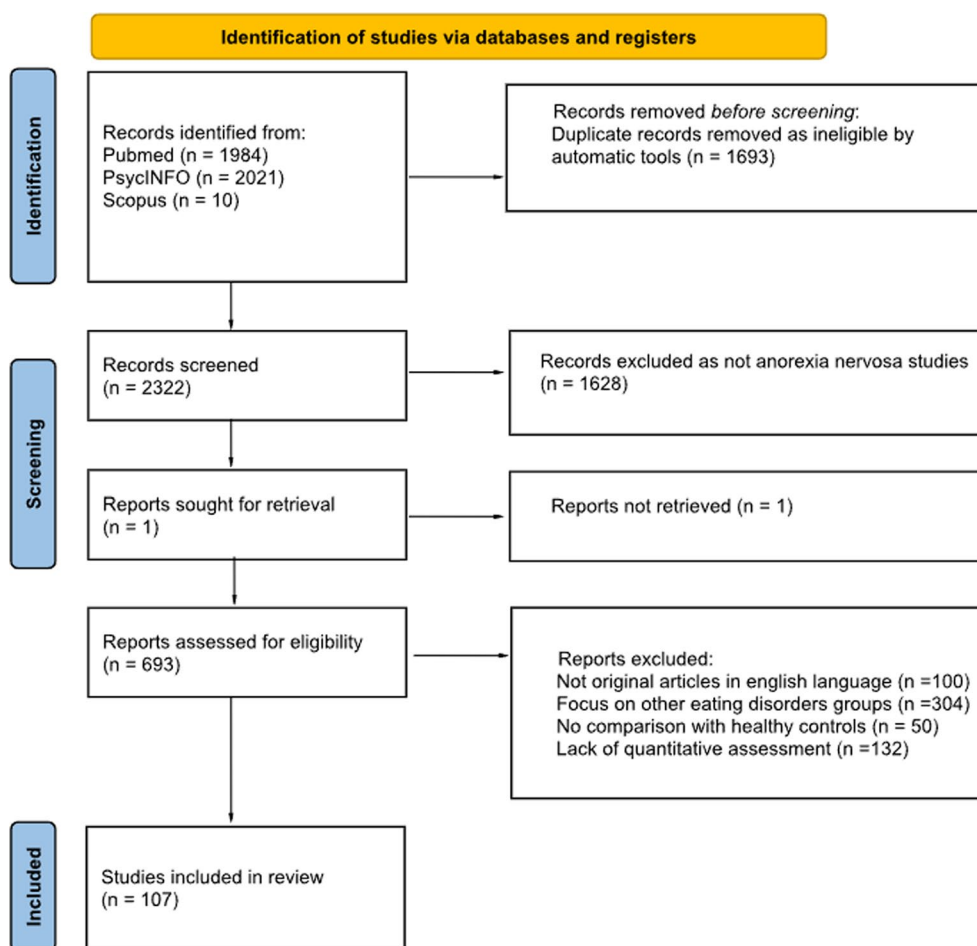 Identification of studies via databases and registers
Identification
Records identified from:
Pubmed (n = 1984)
PsycINFO (n = 2021)
Scopus (n = 10)
Records removed before screening:
Duplicate records removed as ineligible by
automatic tools (n = 1693)
Screening
Records screened
(n = 2322)
Records excluded as not anorexia nervosa studies
(n = 1628)
Reports sought for retrieval
(n = 1)
Reports not retrieved (n = 1)
Reports assessed for eligibility
(n = 693)
Reports excluded:
Not original articles in english language (n =100)
Focus on other eating disorders groups (n =304)
No comparison with healthy controls (n = 50)
Lack of quantitative assessment (n =132)
Included
Studies included in review
(n = 107)